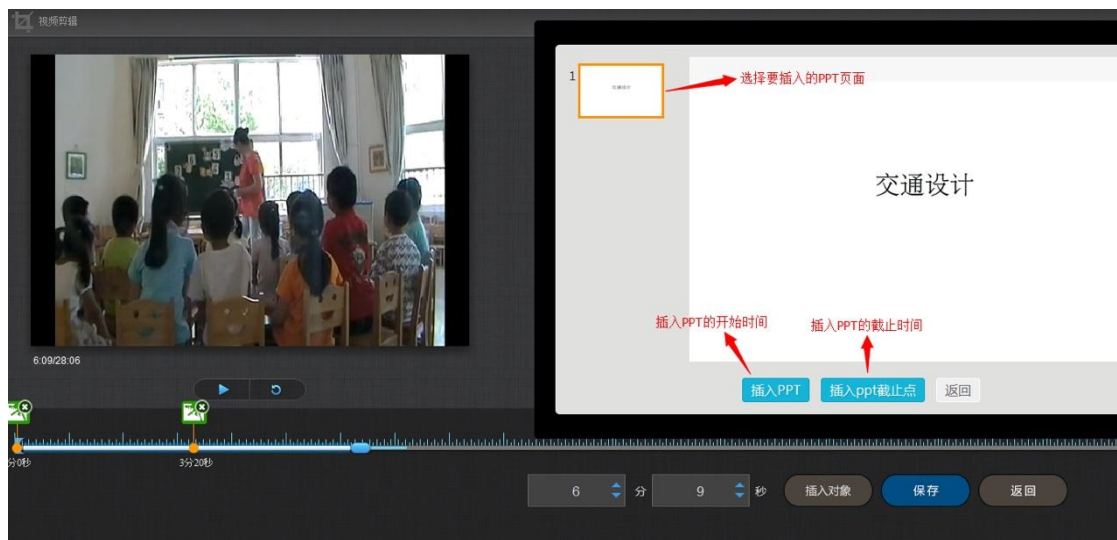 视频剪辑
1
交通设计
选择要插入的PPT页面
交通设计
插入PPT的开始时间
插入PPT的截止时间
插入PPT
插入ppt截止点
返回
6:09/28:06
分0秒
3分20秒
6 分 9 秒
插入对象
保存
返回